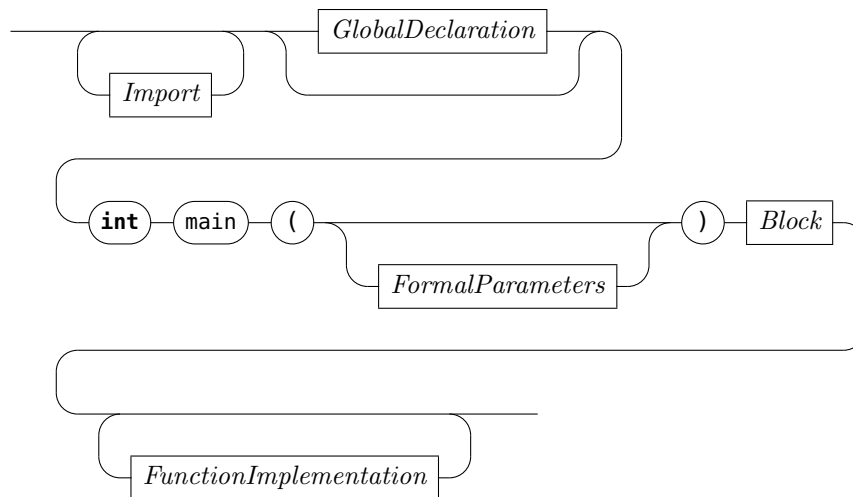 GlobalDeclaration
Import
int main ( ) Block
FormalParameters
FunctionImplementation